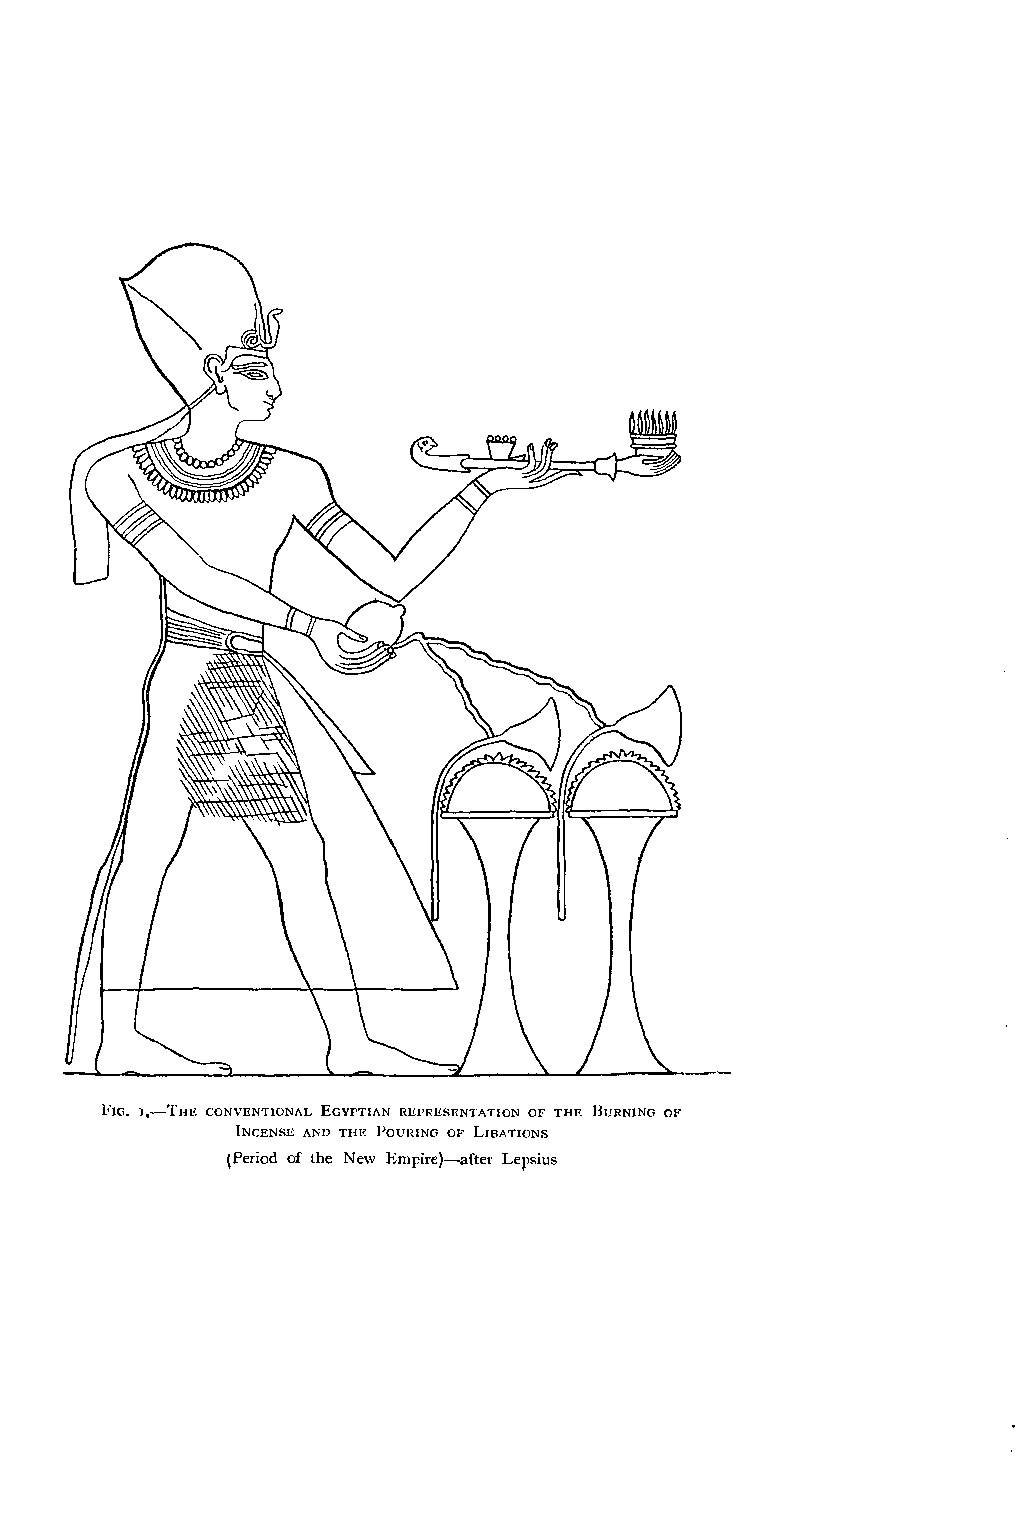 FIG. 1.—THE CONVENTIONAL EGYPTIAN REPRESENTATION OF THE BURNING OF
INCENSE AND THE POURING OF LIBATIONS
(Period of the New Empire)—after Lepsius